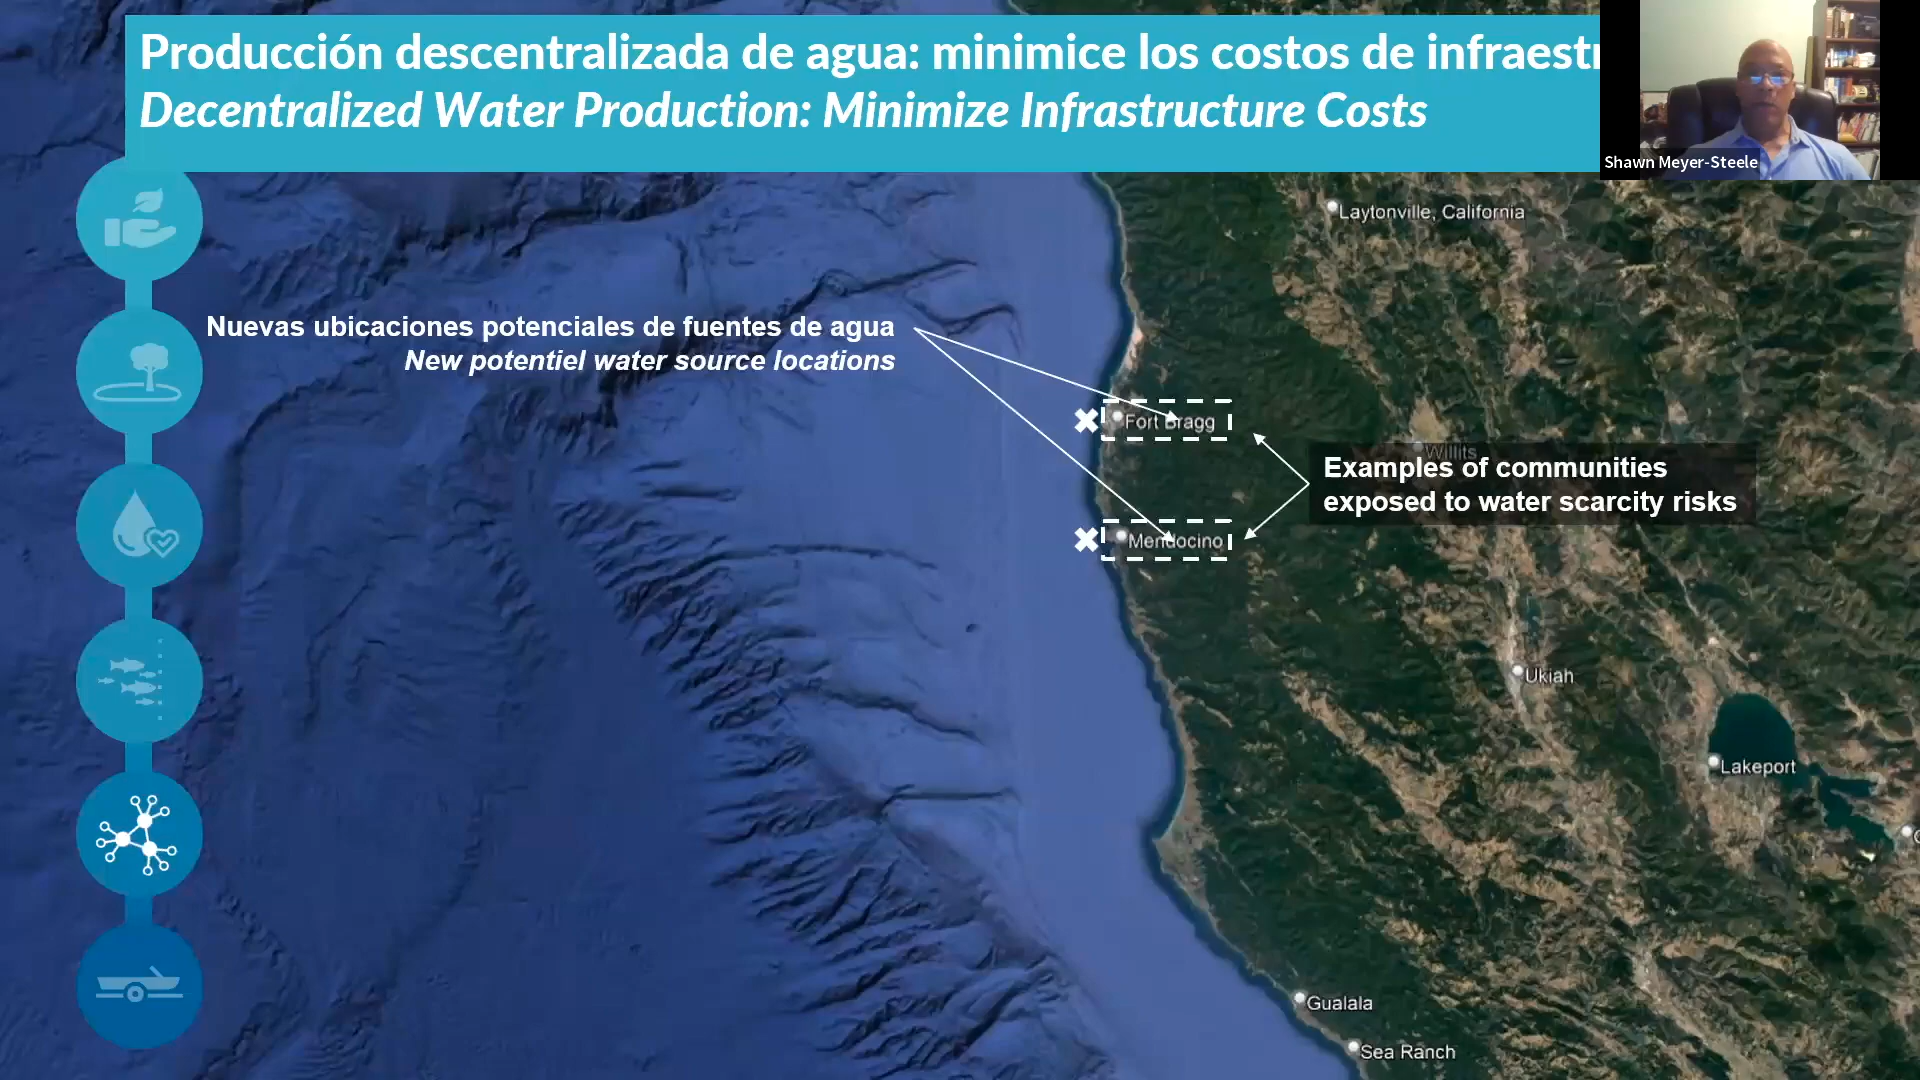 Producción descentralizada de agua: minimice los costos de infraest
Decentralized Water Production: Minimize Infrastructure Costs
Shawn Meyer-Steele
Laytonville, California
Nuevas ubicaciones potenciales de fuentes de agua
New potentiel water source locations
Fort Bragg
Willits
Examples of communities
exposed to water scarcity risks
Mendocino
Ukiah
Lakeport
Gualala
Sea Ranch